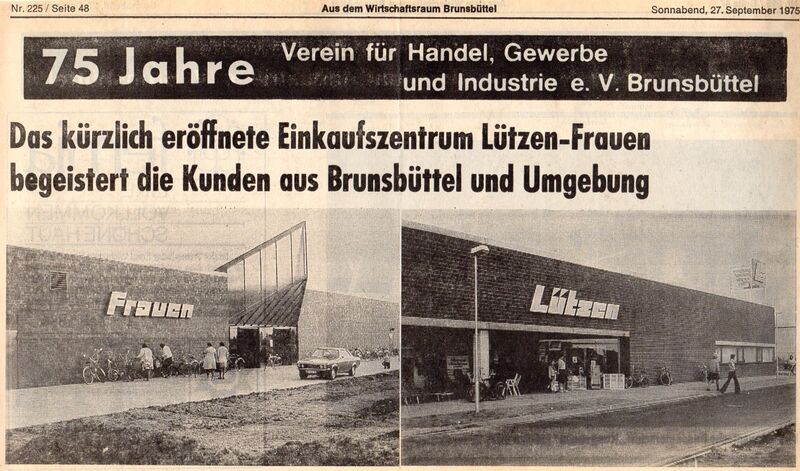 Nr. 225 / Seite 48
Aus dem Wirtschaftsraum Brunsbüttel
Sonnabend, 27. September 1975
75 Jahre
Verein für Handel, Gewerbe
und Industrie e. V. Brunsbüttel
Das kürzlich eröffnete Einkaufszentrum Lützen-Frauen
begeistert die Kunden aus Brunsbüttel und Umgebung
Frauen
Lützen